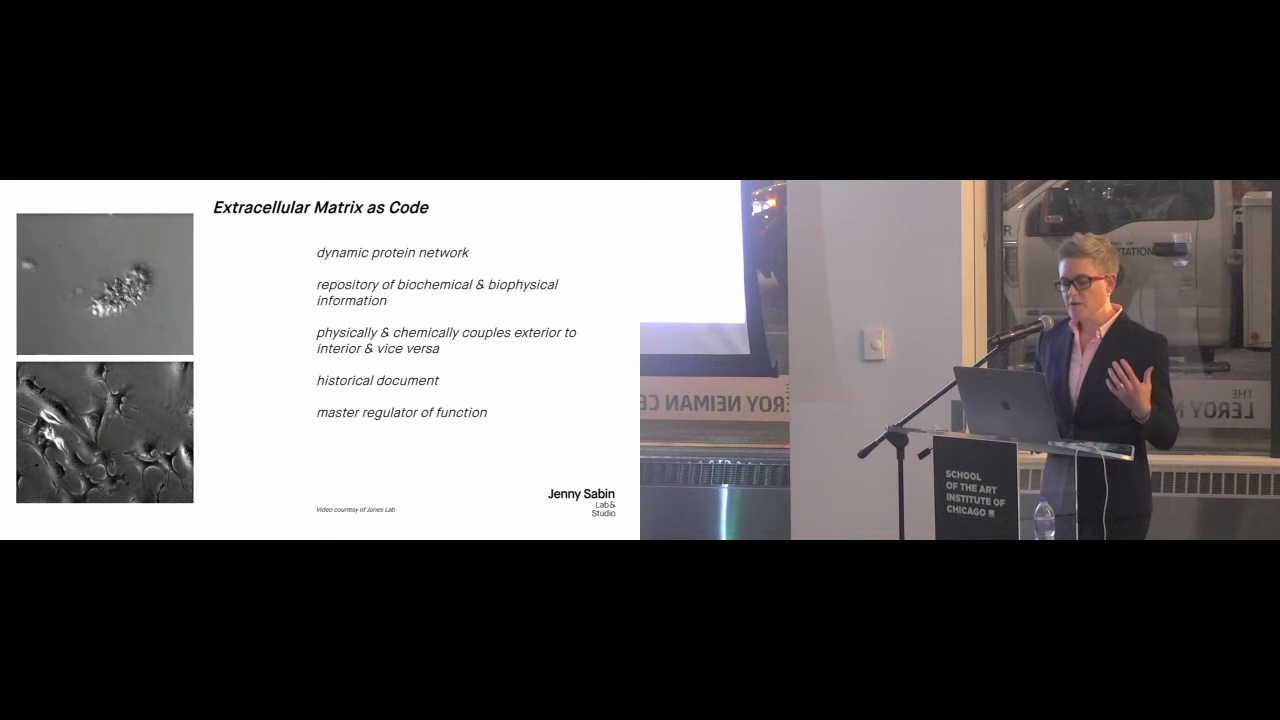 Extracellular Matrix as Code
dynamic protein network
repository of biochemical & biophysical
information
physically & chemically couples exterior to
interior & vice versa
historical document
master regulator of function
Video courtesy of Jones Lab
Jenny Sabin
Lab &
Studio
LEROY NEIMAN CE
THE
LEROY N
SCHOOL
OF THE ART
INSTITUTE OF
CHICAGO